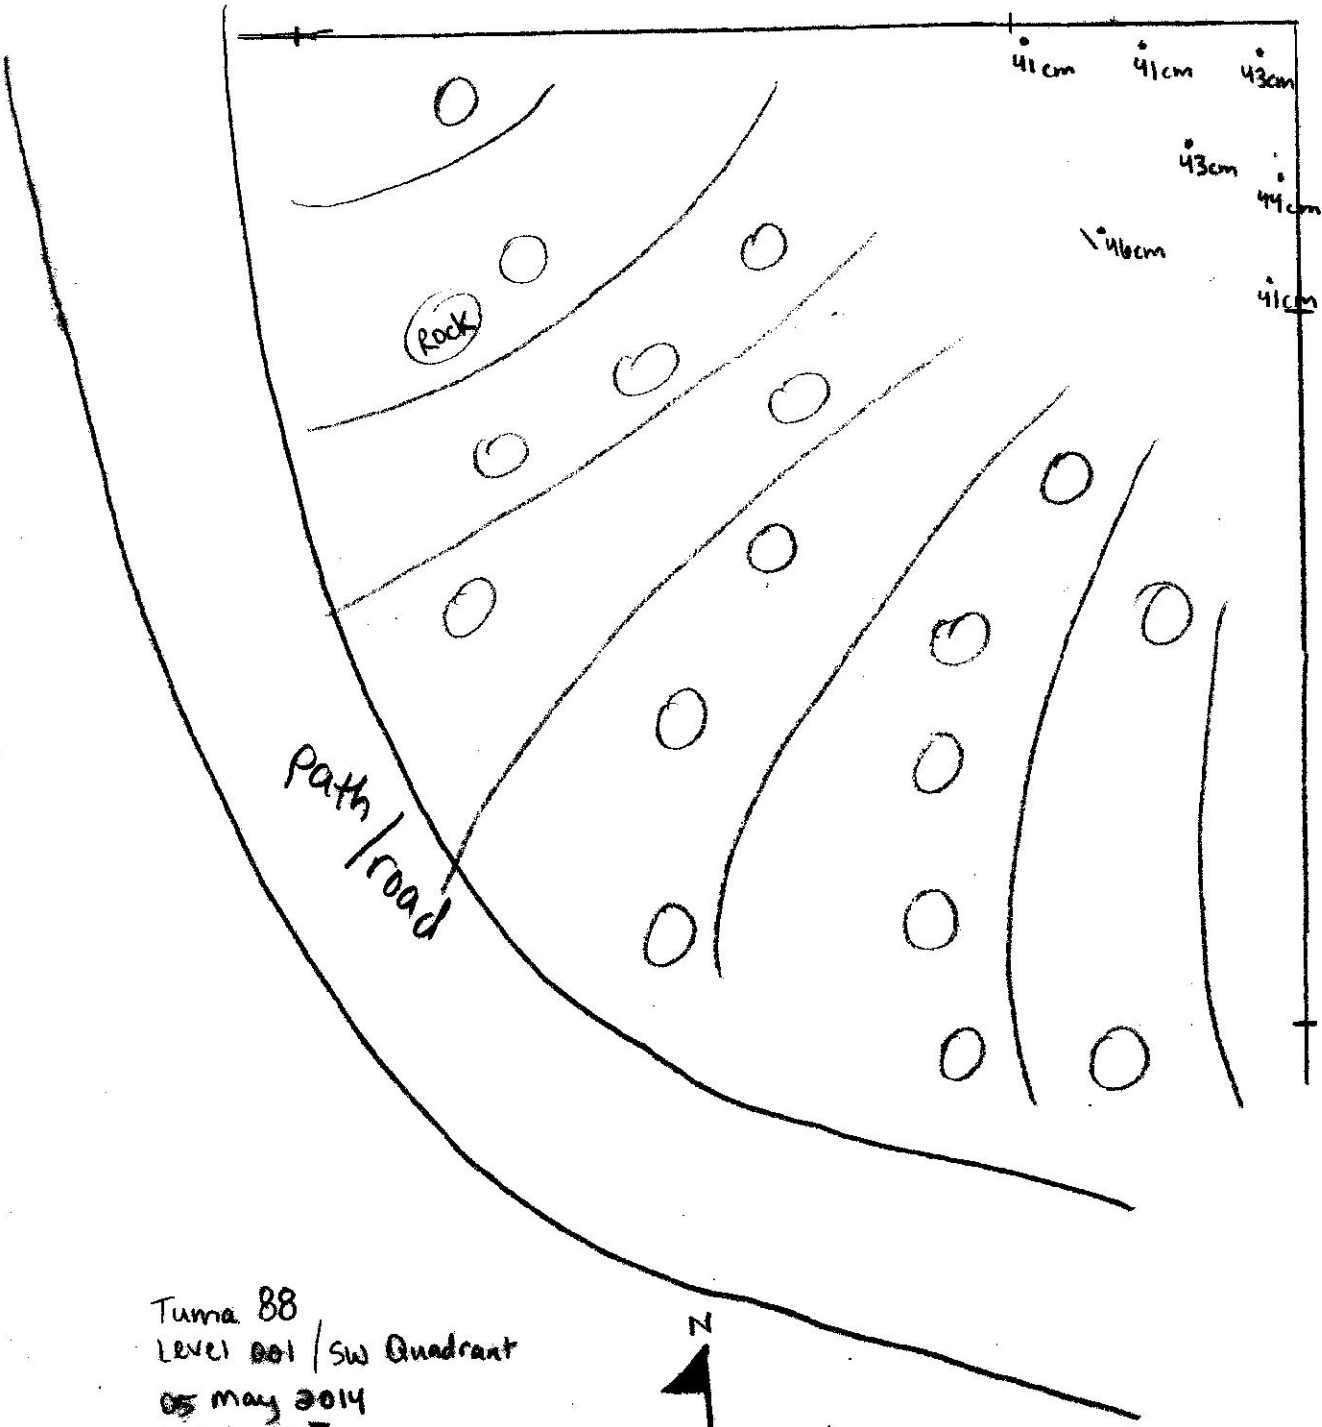 41cm 41cm 43cm
43cm
44cm
46cm
41cm
Rock
path/road
N
Tuma 88
Level 001 / SW Quadrant
05 May 2014